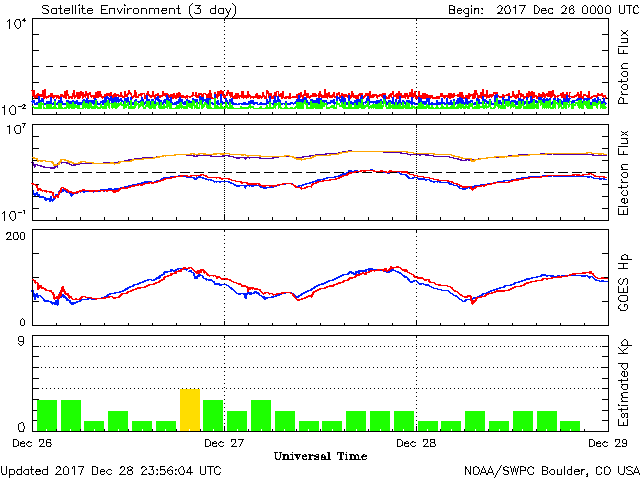 Satellite Environment (3 day) Begin: 2017 Dec 26 0000 UTC
10⁴
10⁻²
Proton Flux
10⁷
10⁻¹
Electron Flux
200
0
GOES Hp
9
0
Estimated Kp
Dec 26 Dec 27 Dec 28 Dec 29
Universal Time
Updated 2017 Dec 28 23:56:04 UTC NOAA/SWPC Boulder, CO USA